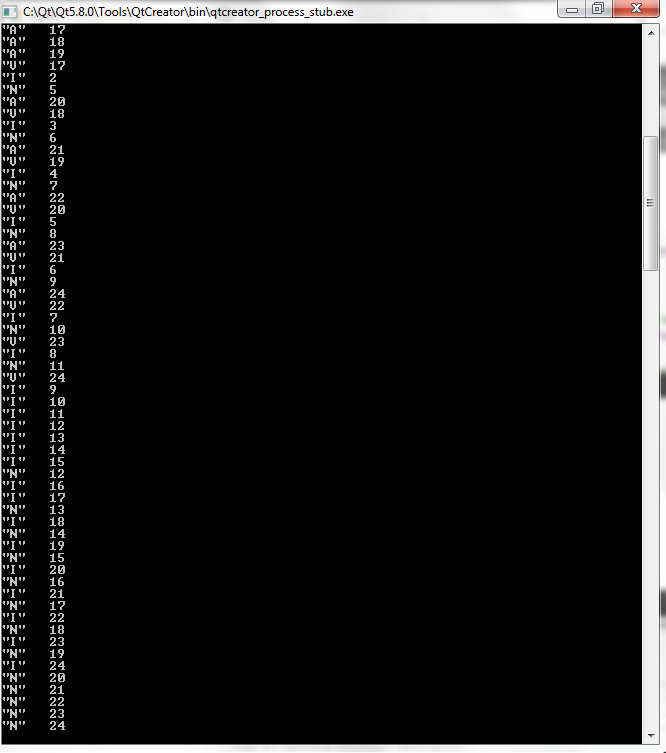 C:\Qt\Qt5.8.0\Tools\QtCreator\bin\qtcreator_process_stub.exe
"A" 17
"A" 18
"A" 19
"V" 17
"I" 2
"N" 5
"A" 20
"V" 18
"I" 3
"N" 6
"A" 21
"V" 19
"I" 4
"N" 7
"A" 22
"V" 20
"I" 5
"N" 8
"A" 23
"V" 21
"I" 6
"N" 9
"A" 24
"V" 22
"I" 7
"N" 10
"V" 23
"I" 8
"N" 11
"V" 24
"I" 9
"I" 10
"I" 11
"I" 12
"I" 13
"I" 14
"I" 15
"N" 12
"I" 16
"I" 17
"N" 13
"I" 18
"N" 14
"I" 19
"N" 15
"I" 20
"N" 16
"I" 21
"N" 17
"I" 22
"N" 18
"I" 23
"N" 19
"I" 24
"N" 20
"N" 21
"N" 22
"N" 23
"N" 24